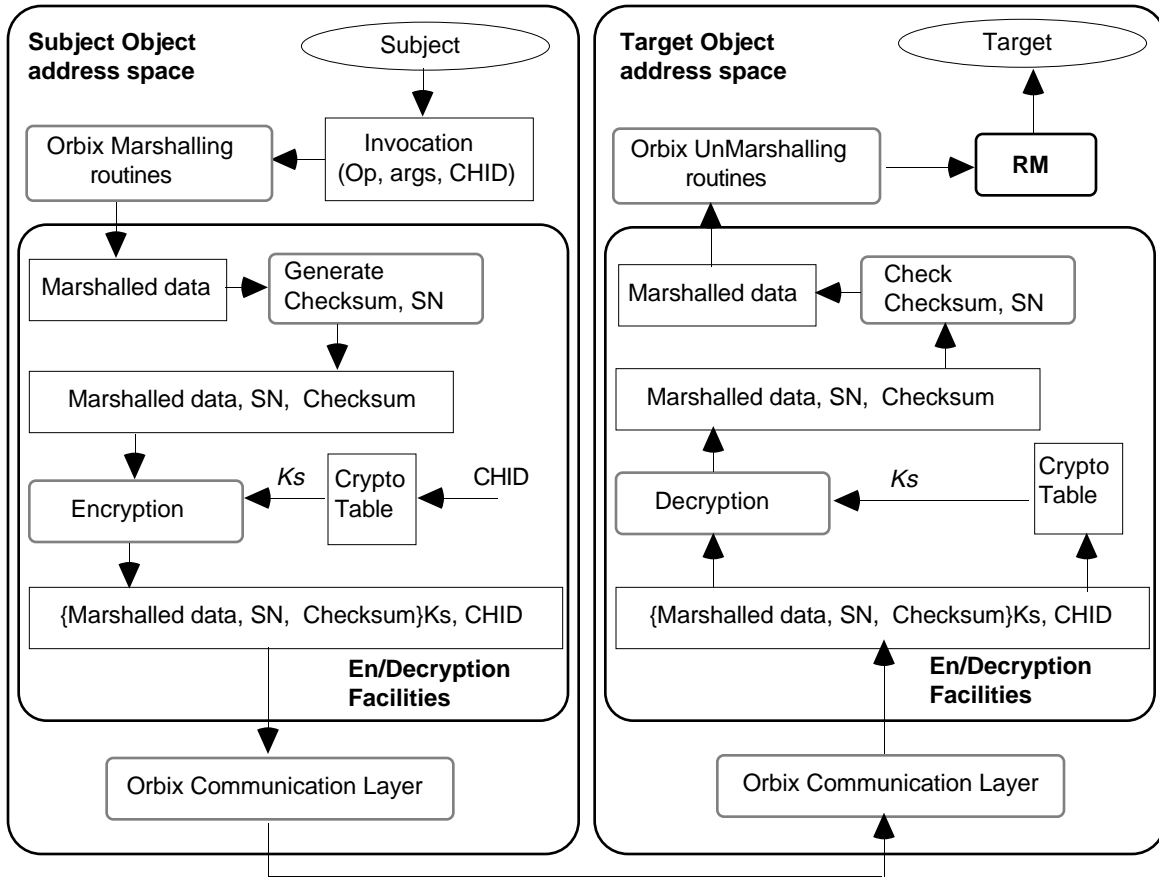 Subject Object
address space
Subject
Invocation
(Op, args, CHID)
Orbix Marshalling
routines
Marshalled data
Generate
Checksum, SN
Marshalled data, SN, Checksum
Encryption
Ks
Crypto
Table
CHID
{Marshalled data, SN, Checksum}Ks, CHID
En/Decryption
Facilities
Orbix Communication Layer
Target Object
address space
Target
Orbix UnMarshalling
routines
RM
Marshalled data
Check
Checksum, SN
Marshalled data, SN, Checksum
Decryption
Ks
Crypto
Table
{Marshalled data, SN, Checksum}Ks, CHID
En/Decryption
Facilities
Orbix Communication Layer